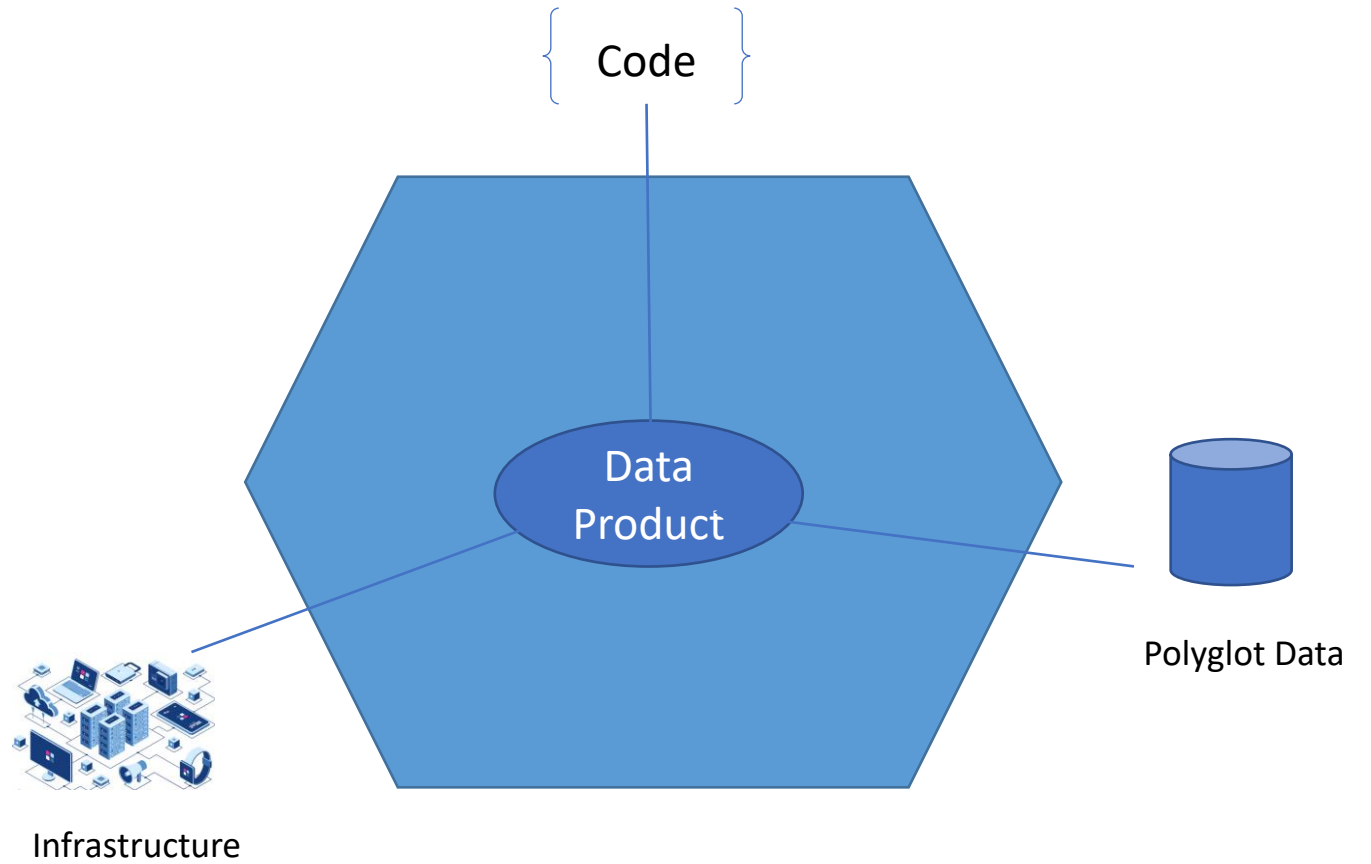 { Code }
Data
Product
Polyglot Data
Infrastructure